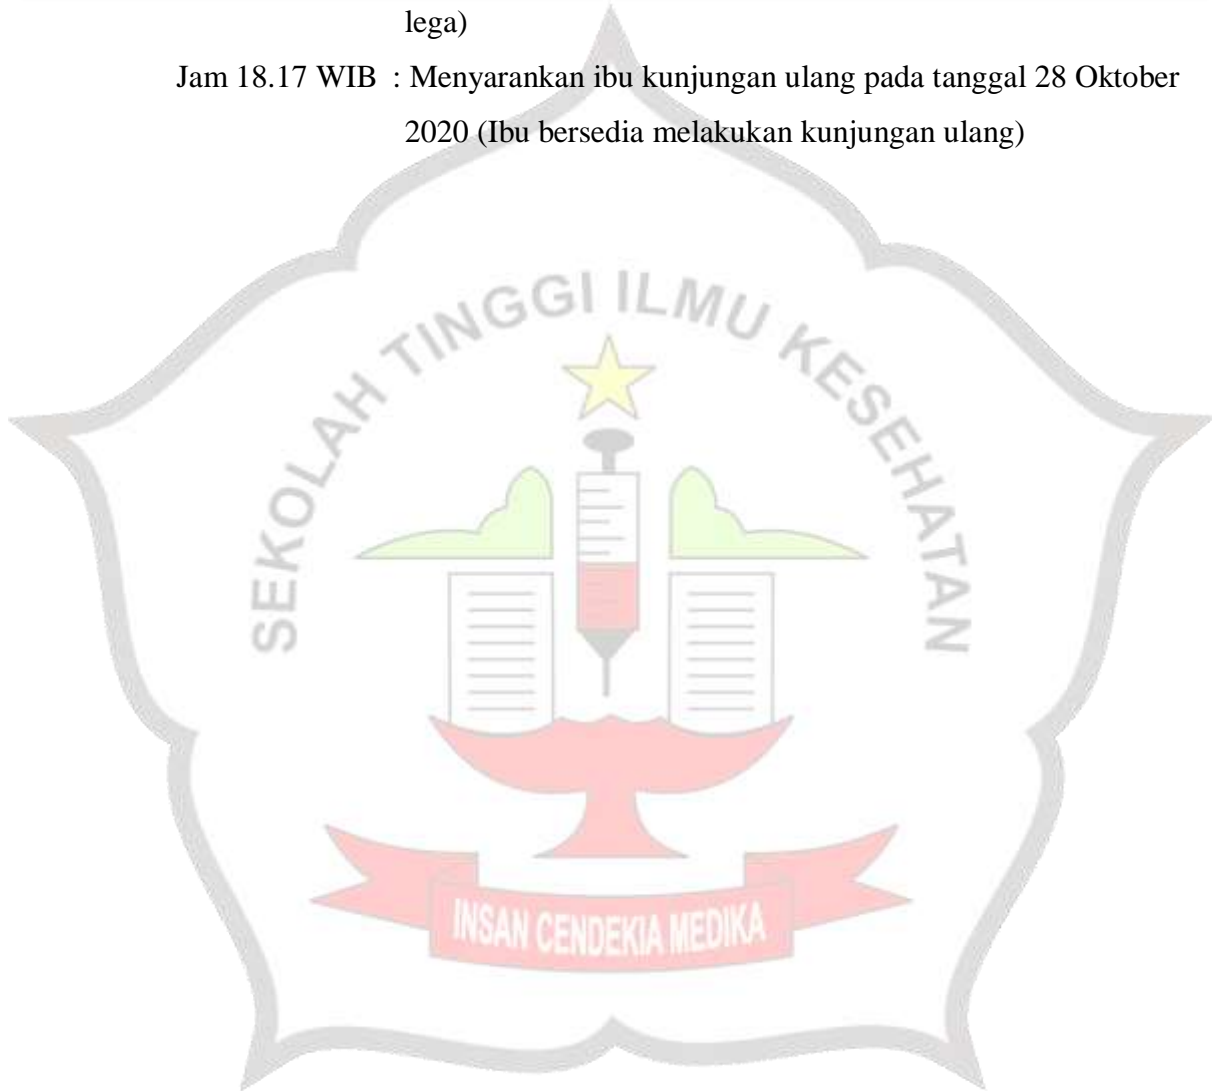 lega)
Jam 18.17 WIB : Menyarankan ibu kunjungan ulang pada tanggal 28 Oktober
2020 (Ibu bersedia melakukan kunjungan ulang)
SEKOLAH TINGGI ILMU KESEHATAN
INSAN CENDEKIA MEDIKA